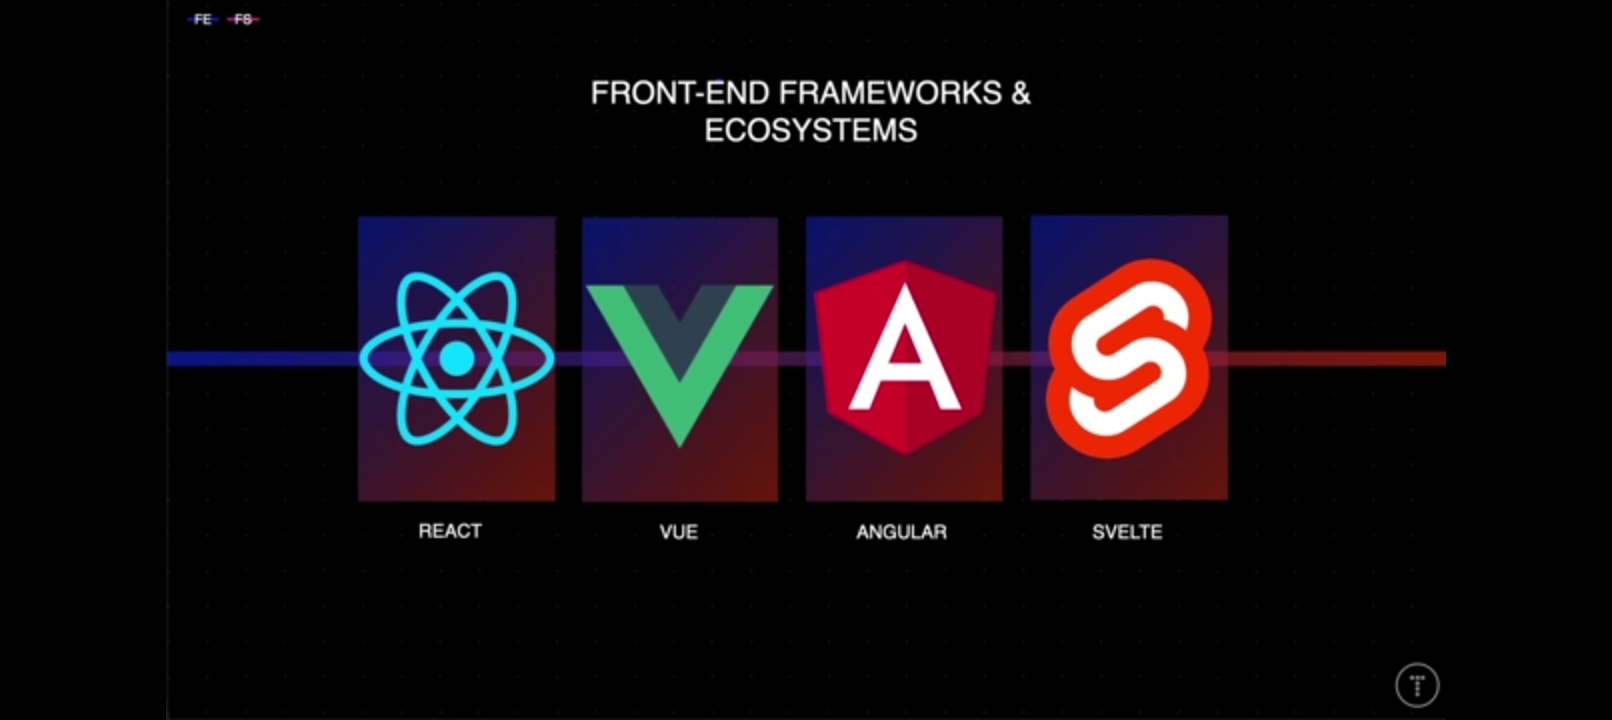 FE FS
FRONT-END FRAMEWORKS &
ECOSYSTEMS
REACT VUE ANGULAR SVELTE